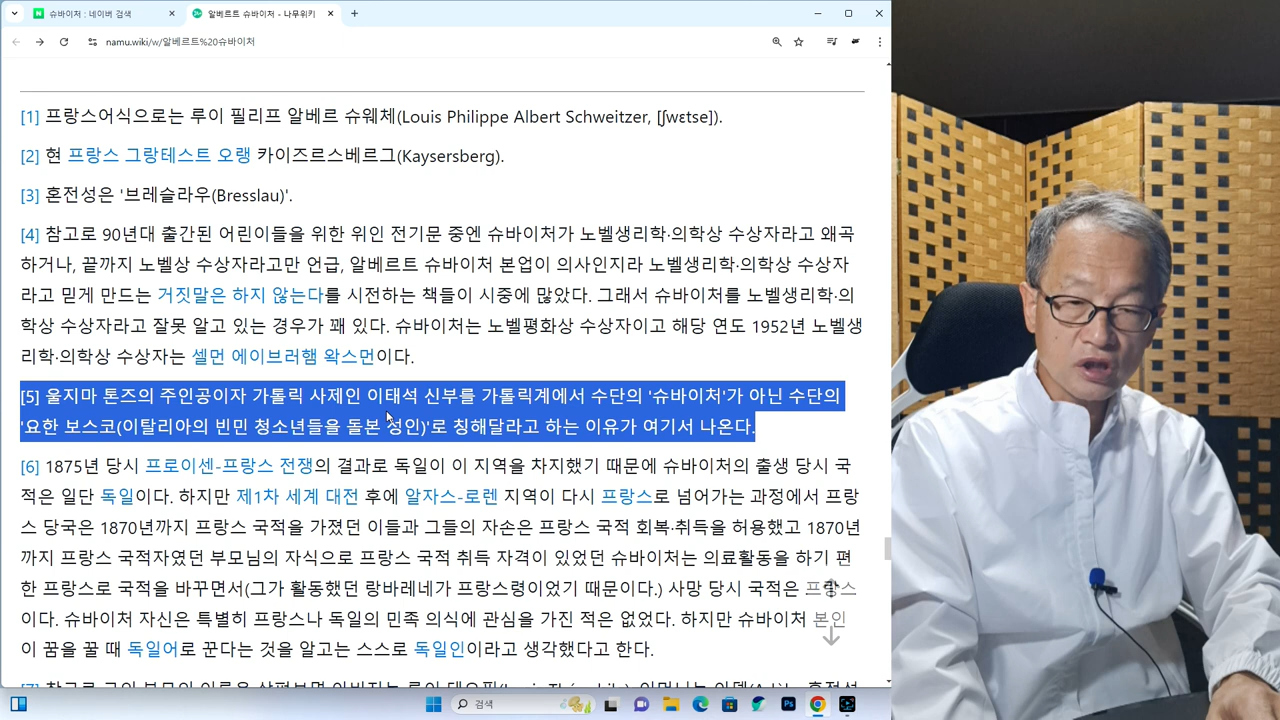 슈바이처 : 네이버 검색
알베르트 슈바이처 - 나무위키
namu.wiki/w/알베르트%20슈바이처
[1] 프랑스어식으로는 루이 필리프 알베르 슈웨체(Louis Philippe Albert Schweitzer, [ʃwɛtse]).
[2] 현 프랑스 그랑테스트 오랭 카이즈르스베르그(Kaysersberg).
[3] 혼전성은 '브레슬라우(Bresslau)'.
[4] 참고로 90년대 출간된 어린이들을 위한 위인 전기문 중엔 슈바이처가 노벨생리학·의학상 수상자라고 왜곡
하거나, 끝까지 노벨상 수상자라고만 언급, 알베르트 슈바이처 본업이 의사인지라 노벨생리학·의학상 수상자
라고 믿게 만드는 거짓말은 하지 않는다를 시전하는 책들이 시중에 많았다. 그래서 슈바이처를 노벨생리학·의
학상 수상자라고 잘못 알고 있는 경우가 꽤 있다. 슈바이처는 노벨평화상 수상자이고 해당 연도 1952년 노벨생
리학·의학상 수상자는 셀먼 에이브러햄 왁스먼이다.
[5] 울지마 톤즈의 주인공이자 가톨릭 사제인 이태석 신부를 가톨릭계에서 수단의 '슈바이처'가 아닌 수단의
'요한 보스코(이탈리아의 빈민 청소년들을 돌본 성인)'로 칭해달라고 하는 이유가 여기서 나온다.
[6] 1875년 당시 프로이센-프랑스 전쟁의 결과로 독일이 이 지역을 차지했기 때문에 슈바이처의 출생 당시 국
적은 일단 독일이다. 하지만 제1차 세계 대전 후에 알자스-로렌 지역이 다시 프랑스로 넘어가는 과정에서 프랑
스 당국은 1870년까지 프랑스 국적을 가졌던 이들과 그들의 자손은 프랑스 국적 회복·취득을 허용했고 1870년
까지 프랑스 국적자였던 부모님의 자식으로 프랑스 국적 취득 자격이 있었던 슈바이처는 의료활동을 하기 편
한 프랑스로 국적을 바꾸면서(그가 활동했던 랑바레네가 프랑스령이었기 때문이다.) 사망 당시 국적은 프랑스
이다. 슈바이처 자신은 특별히 프랑스나 독일의 민족 의식에 관심을 가진 적은 없었다. 하지만 슈바이처 본인
이 꿈을 꿀 때 독일어로 꾼다는 것을 알고는 스스로 독일인이라고 생각했다고 한다.
검색